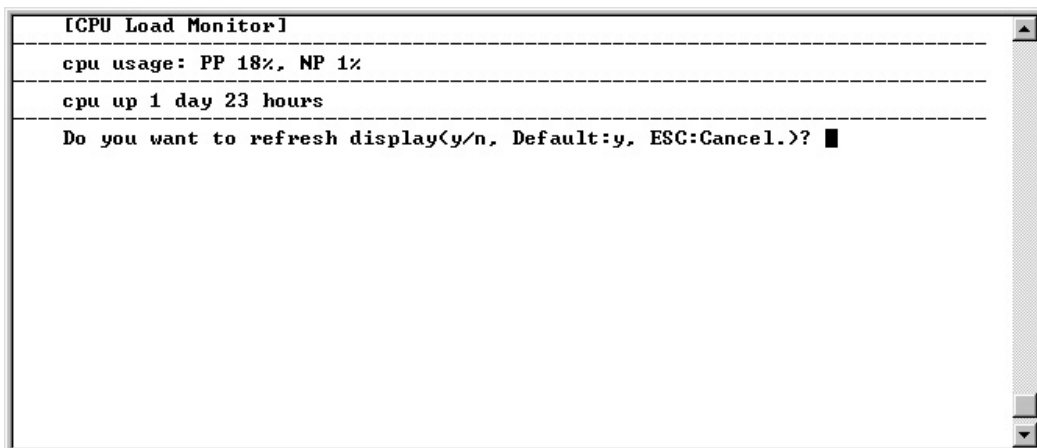 [CPU Load Monitor]
cpu usage: PP 18%, NP 1%
cpu up 1 day 23 hours
Do you want to refresh display(y/n, Default:y, ESC:Cancel.)?